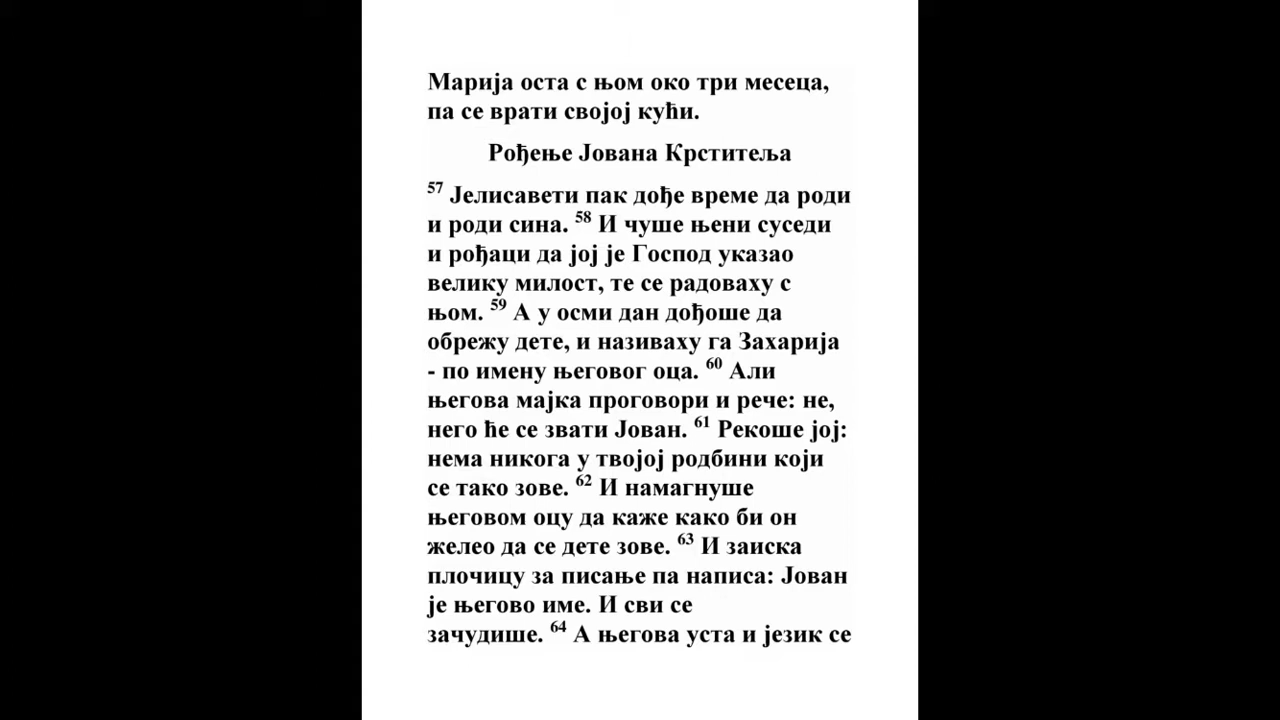 Марија оста с њом око три месеца,
па се врати својој кући.
Рођење Јована Крститеља
57 Јелисавети пак дође време да роди
и роди сина. 58 И чуше њени суседи
и рођаци да јој је Господ указао
велику милост, те се радоваху с
њом. 59 А у осми дан дођоше да
обрежу дете, и називаху га Захарија
- по имену његовог оца. 60 Али
његова мајка проговори и рече: не,
него ће се звати Јован. 61 Рекоше јој:
нема никога у твојој родбини који
се тако зове. 62 И намагнуше
његовом оцу да каже како би он
желео да се дете зове. 63 И заиска
плочицу за писање па написа: Јован
је његово име. И сви се
зачудише. 64 А његова уста и језик се